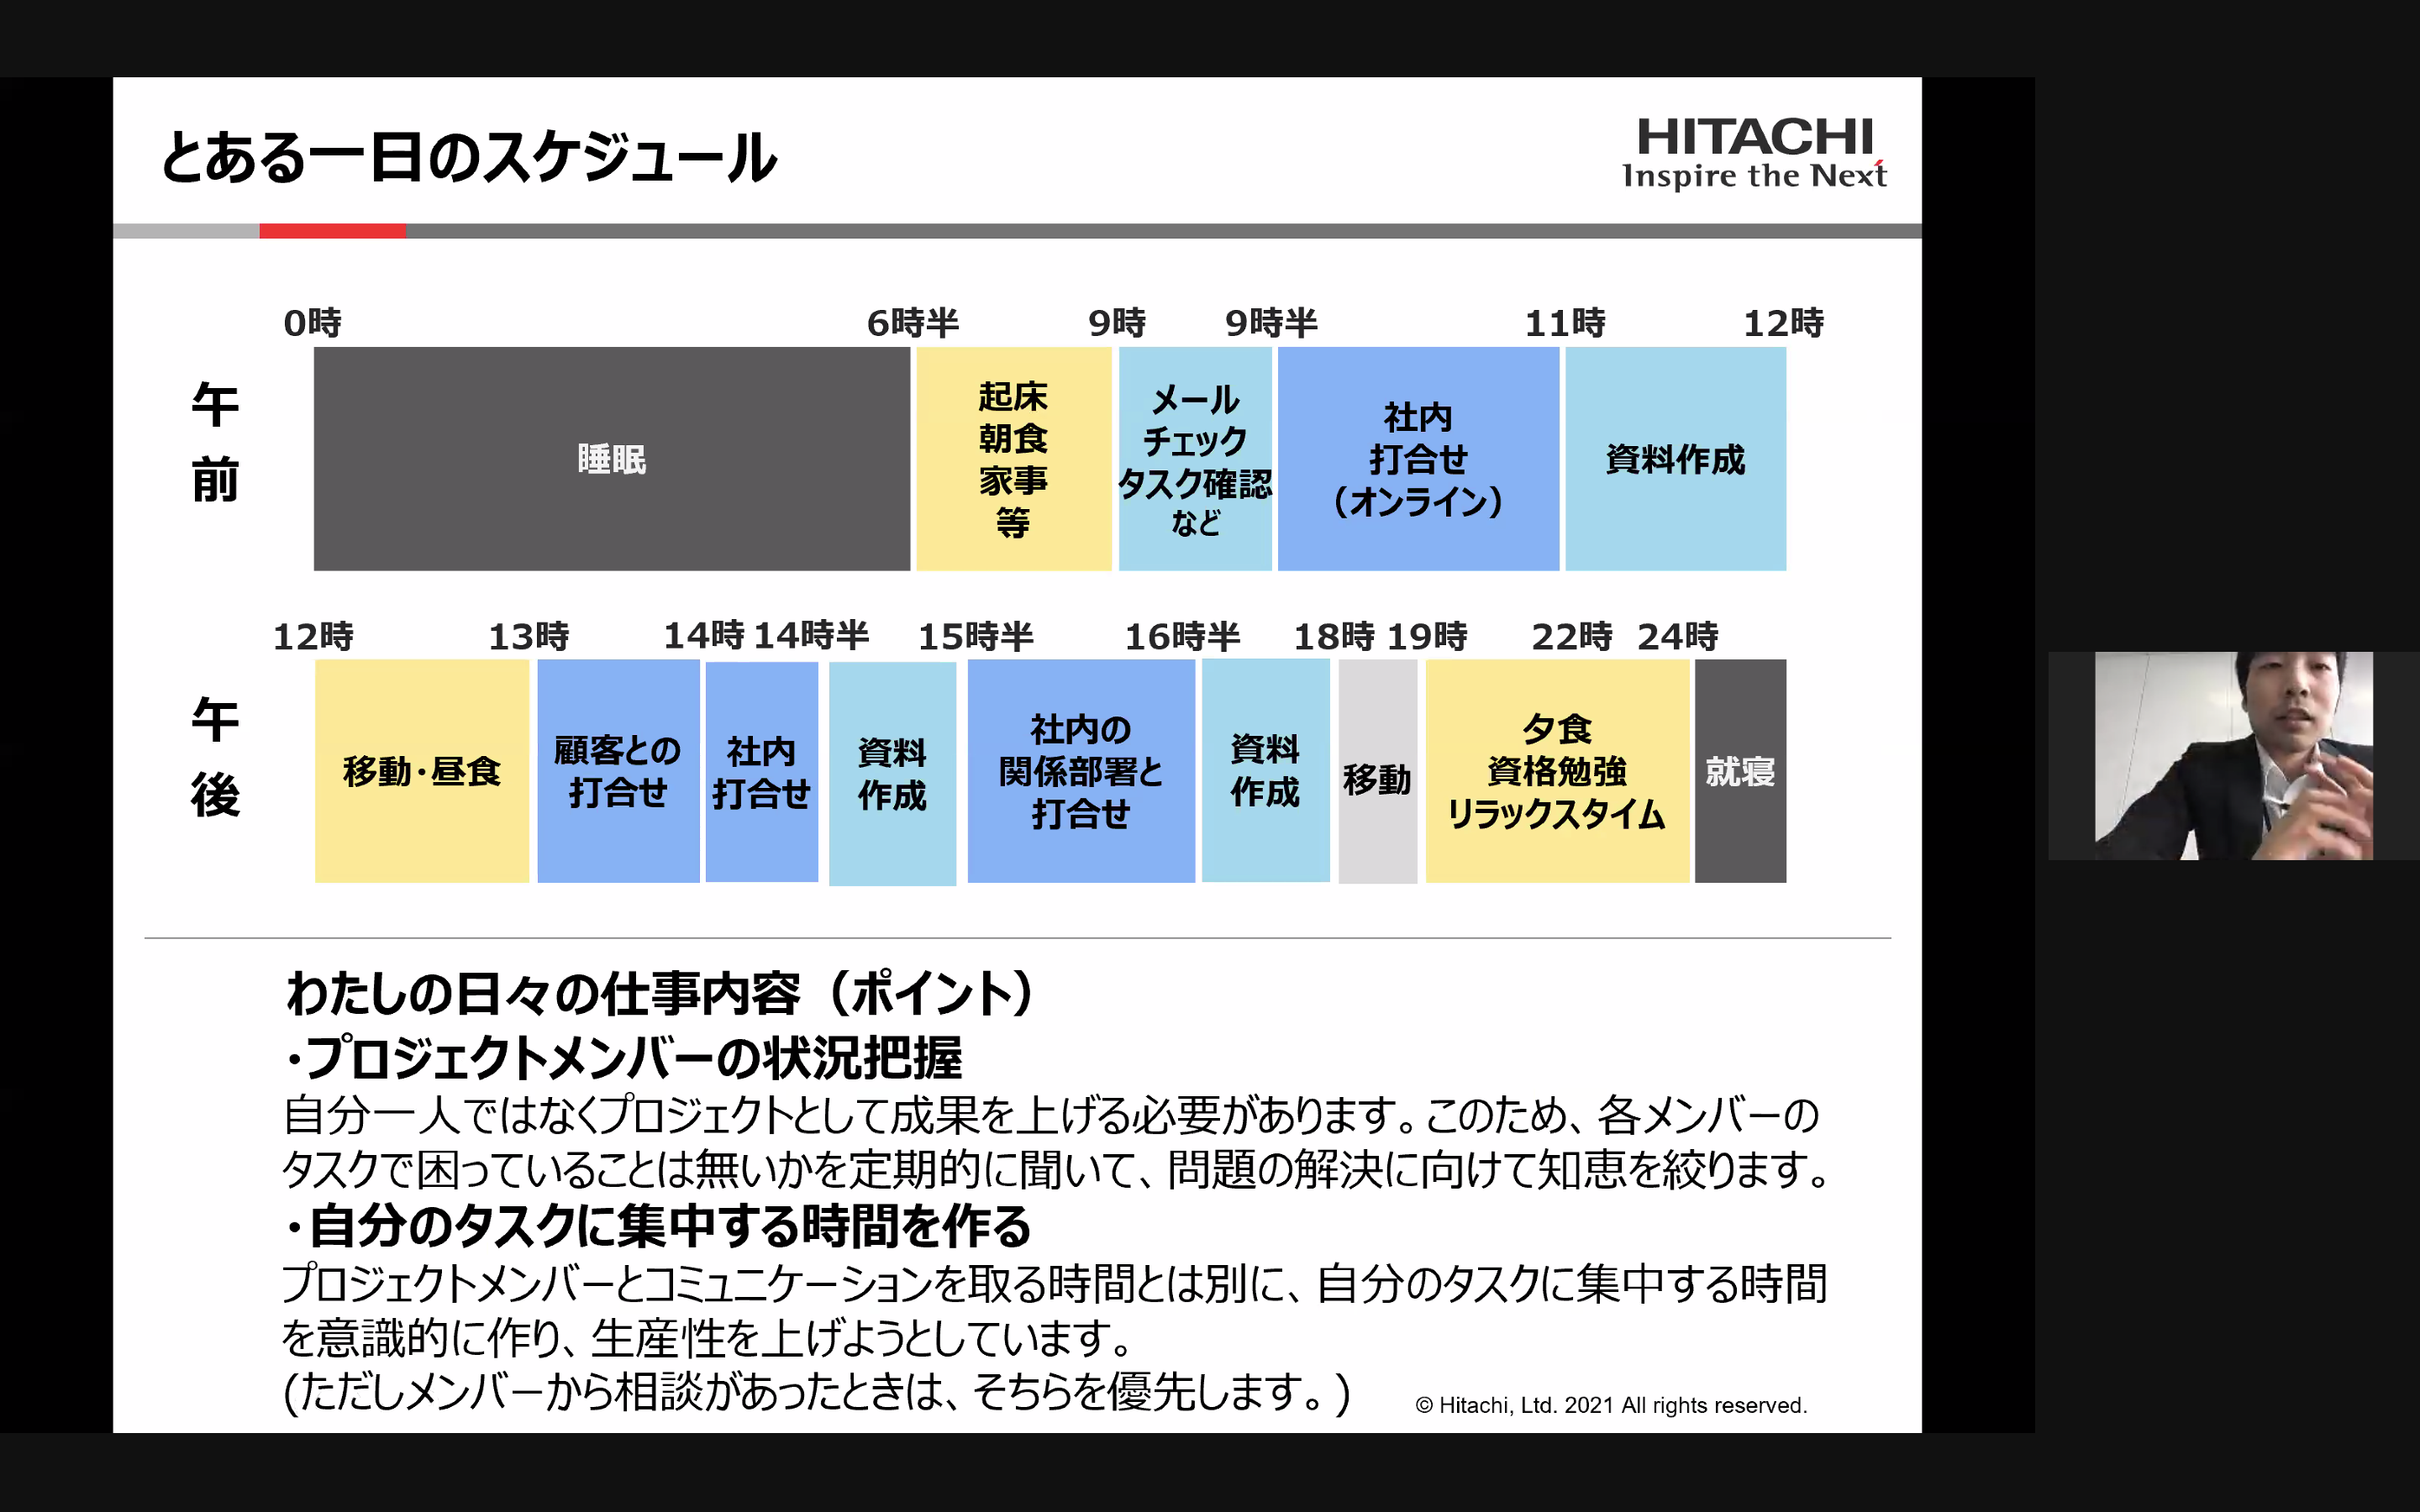 とある一日のスケジュール
HITACHI
Inspire the Next
0時 6時半 9時 9時半 11時 12時
午前
睡眠
起床
朝食
家事
等
メール
チェック
タスク確認
など
社内
打合せ
（オンライン）
資料作成
12時 13時 14時 14時半 15時半 16時半 18時 19時 22時 24時
午後
移動・昼食
顧客との
打合せ
社内
打合せ
資料
作成
社内の
関係部署と
打合せ
資料
作成
移動
夕食
資格勉強
リラックスタイム
就寝
わたしの日々の仕事内容（ポイント）
・プロジェクトメンバーの状況把握
自分一人ではなくプロジェクトとして成果を上げる必要があります。このため、各メンバーの
タスクで困っていることは無いかを定期的に聞いて、問題の解決に向けて知恵を絞ります。
・自分のタスクに集中する時間を作る
プロジェクトメンバーとコミュニケーションを取る時間とは別に、自分のタスクに集中する時間
を意識的に作り、生産性を上げようとしています。
(ただしメンバーから相談があったときは、そちらを優先します。)
© Hitachi, Ltd. 2021 All rights reserved.